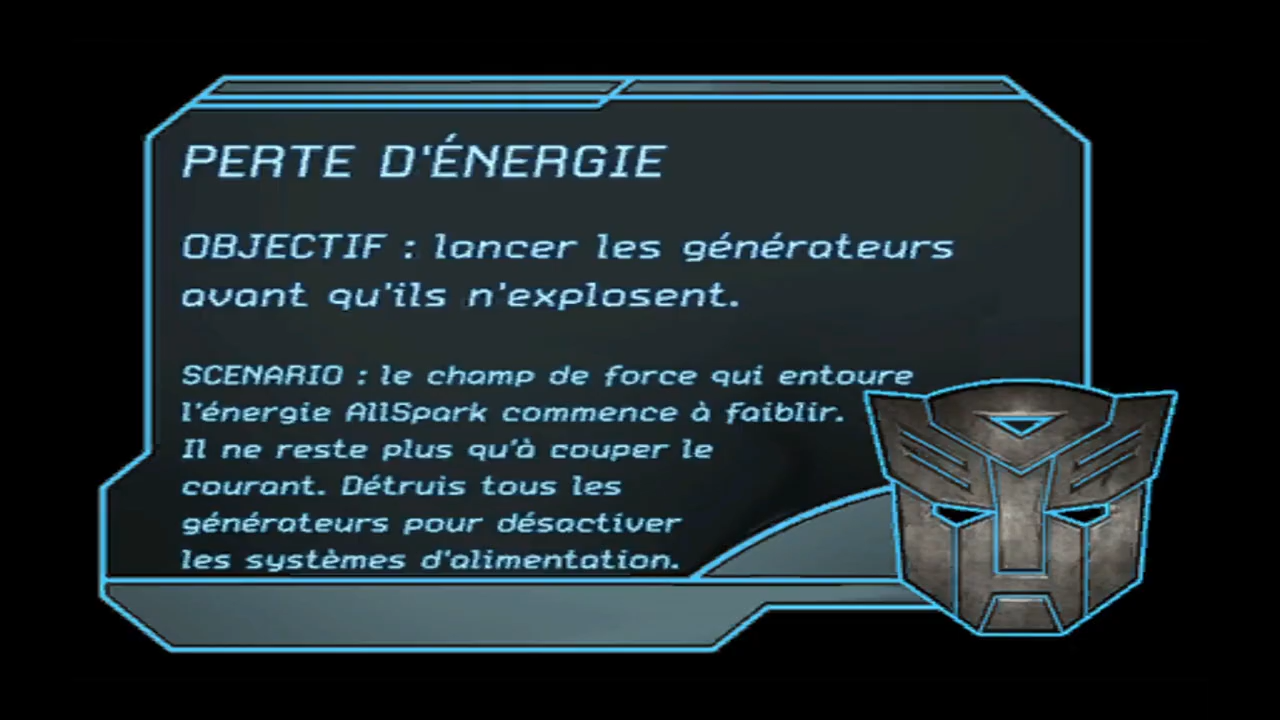 PERTE D'ÉNERGIE
OBJECTIF : lancer les générateurs
avant qu'ils n'explosent.
SCENARIO : le champ de force qui entoure
l'énergie AllSpark commence à faiblir.
Il ne reste plus qu'à couper le
courant. Détruis tous les
générateurs pour désactiver
les systèmes d'alimentation.